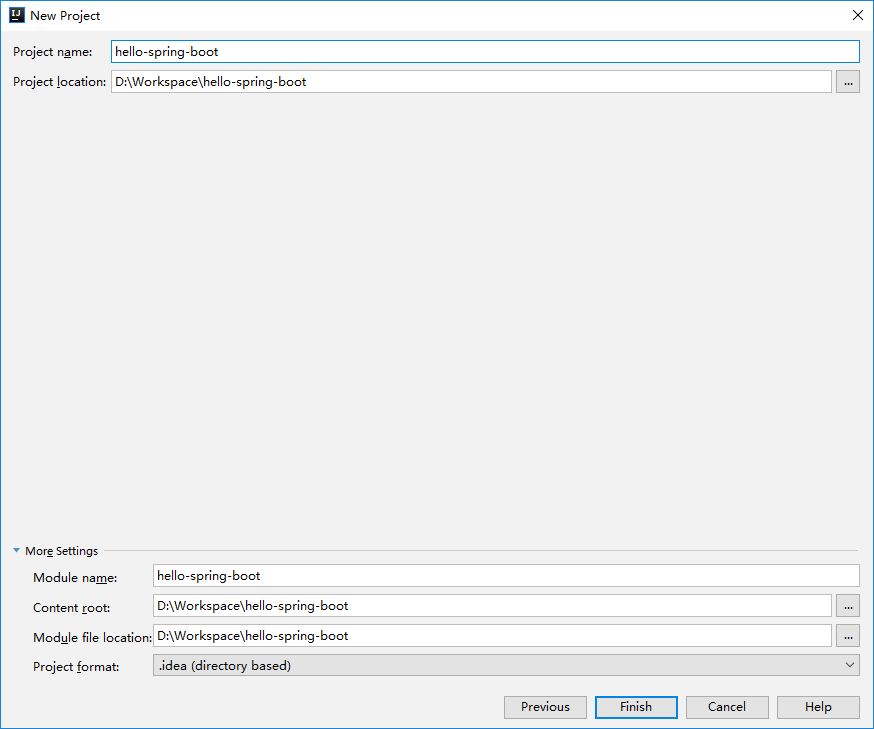 New Project
Project name: hello-spring-boot
Project location: D:\Workspace\hello-spring-boot ...
More Settings
Module name: hello-spring-boot
Content root: D:\Workspace\hello-spring-boot ...
Module file location: D:\Workspace\hello-spring-boot ...
Project format: .idea (directory based)
Previous Finish Cancel Help